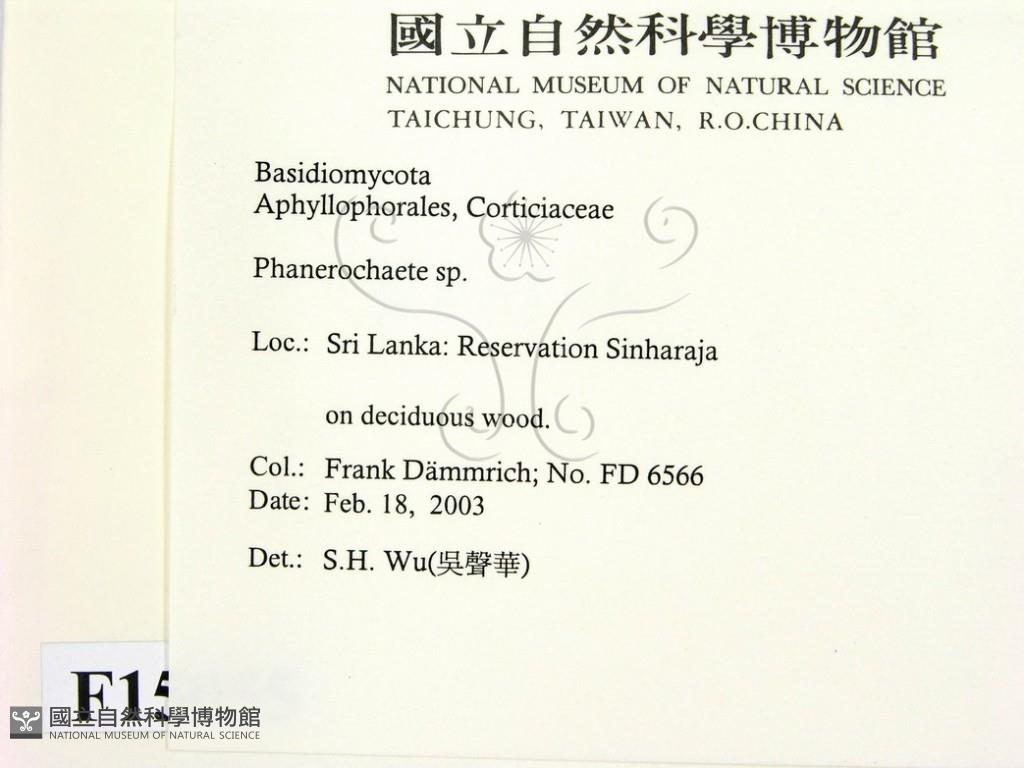 國立自然科學博物館
NATIONAL MUSEUM OF NATURAL SCIENCE
TAICHUNG, TAIWAN, R.O.CHINA
Basidiomycota
Aphyllophorales, Corticiaceae
Phanerochaete sp.
Loc.: Sri Lanka: Reservation Sinharaja
on deciduous wood.
Col.: Frank Dämmrich; No. FD 6566
Date: Feb. 18, 2003
Det.: S.H. Wu(吳聲華)
國立自然科學博物館
NATIONAL MUSEUM OF NATURAL SCIENCE